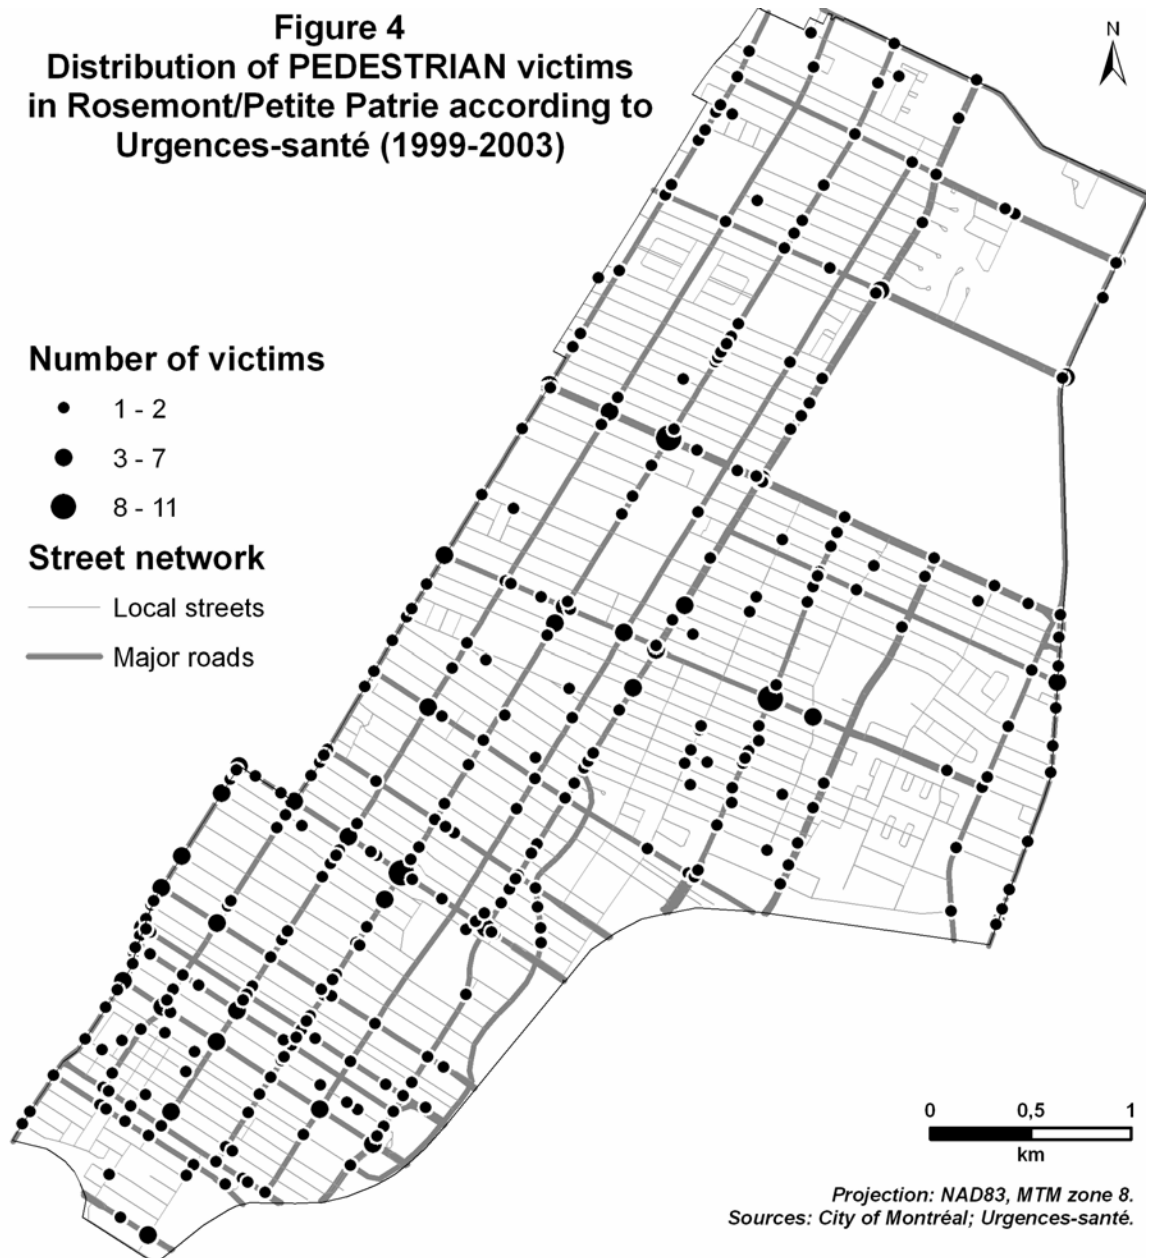 Figure 4
Distribution of PEDESTRIAN victims
in Rosemont/Petite Patrie according to
Urgences-santé (1999-2003)
N
Number of victims
1 - 2
3 - 7
8 - 11
Street network
Local streets
Major roads
0 0,5 1
km
Projection: NAD83, MTM zone 8.
Sources: City of Montréal; Urgences-santé.